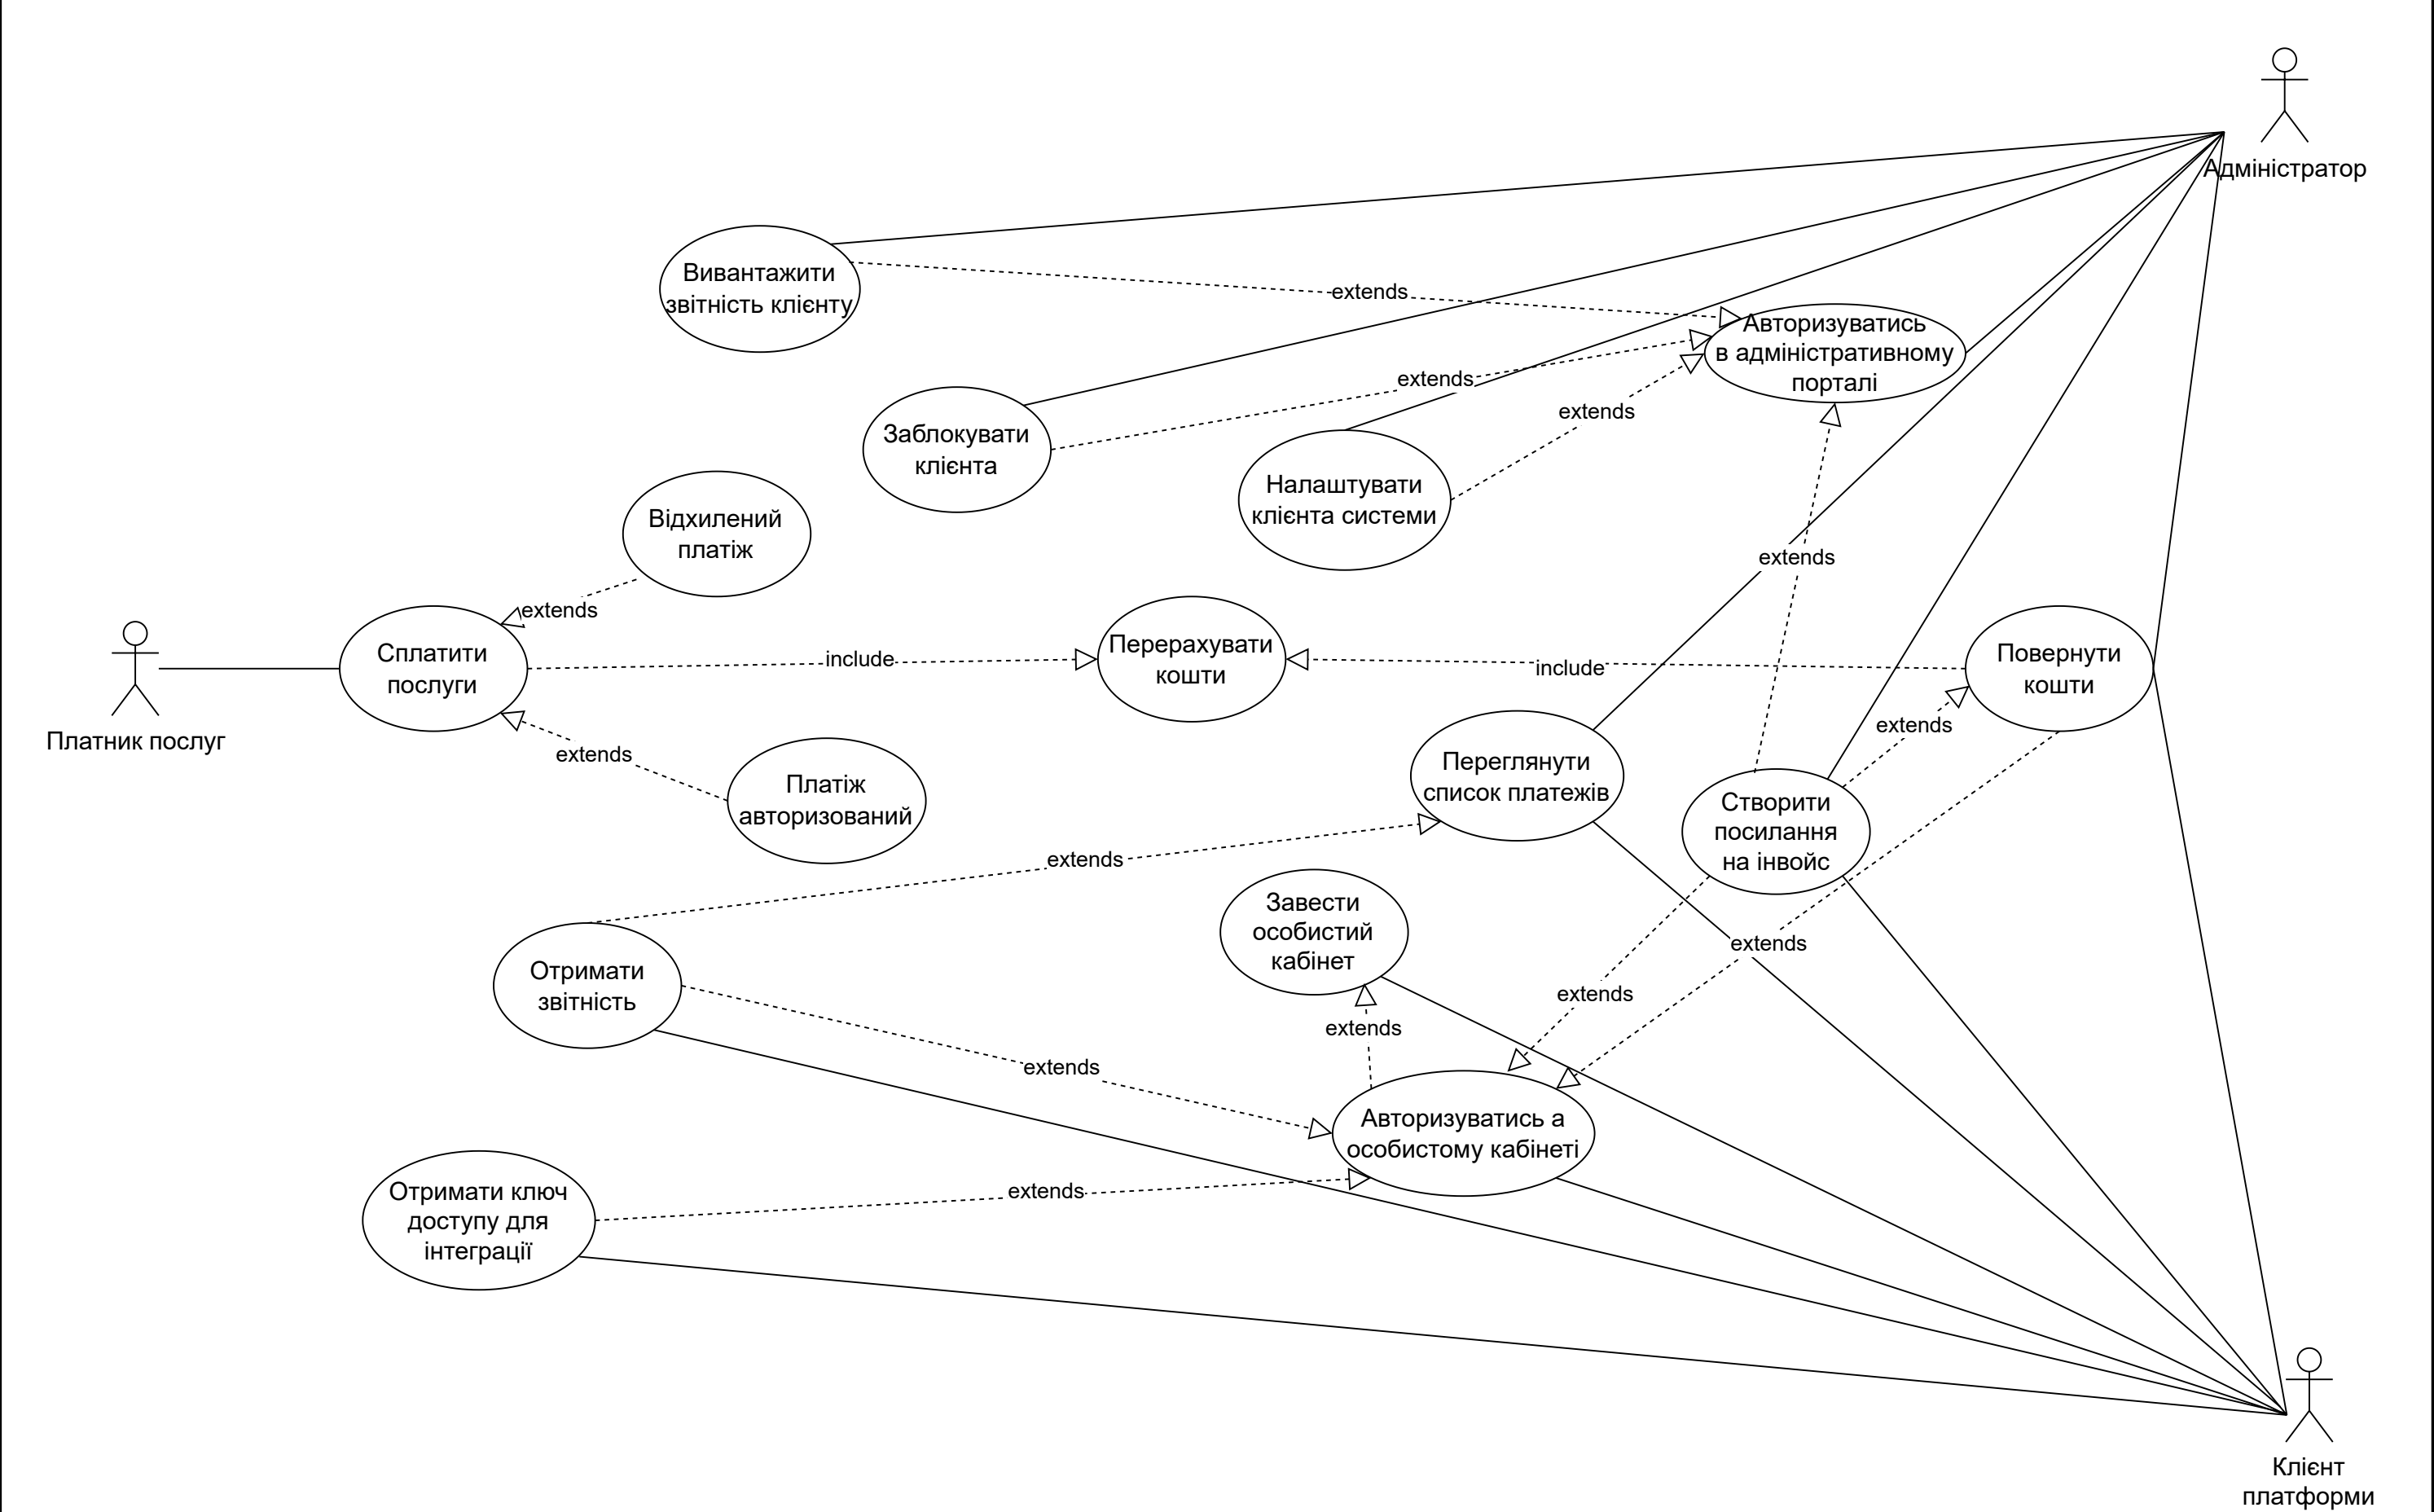 Адміністратор
Вивантажити
звітність клієнту
extends
Авторизуватись
в адміністративному
порталі
extends
extends
Заблокувати
клієнта
Налаштувати
клієнта системи
Відхилений
платіж
extends
extends
Платник послуг
Сплатити
послуги
include
Перерахувати
кошти
include
Повернути
кошти
extends
extends
Платіж
авторизований
Переглянути
список платежів
Створити
посилання
на інвойс
extends
Завести
особистий
кабінет
extends
Отримати
звітність
extends
extends
extends
Авторизуватись а
особистому кабінеті
Отримати ключ
доступу для
інтеграції
extends
Клієнт
платформи